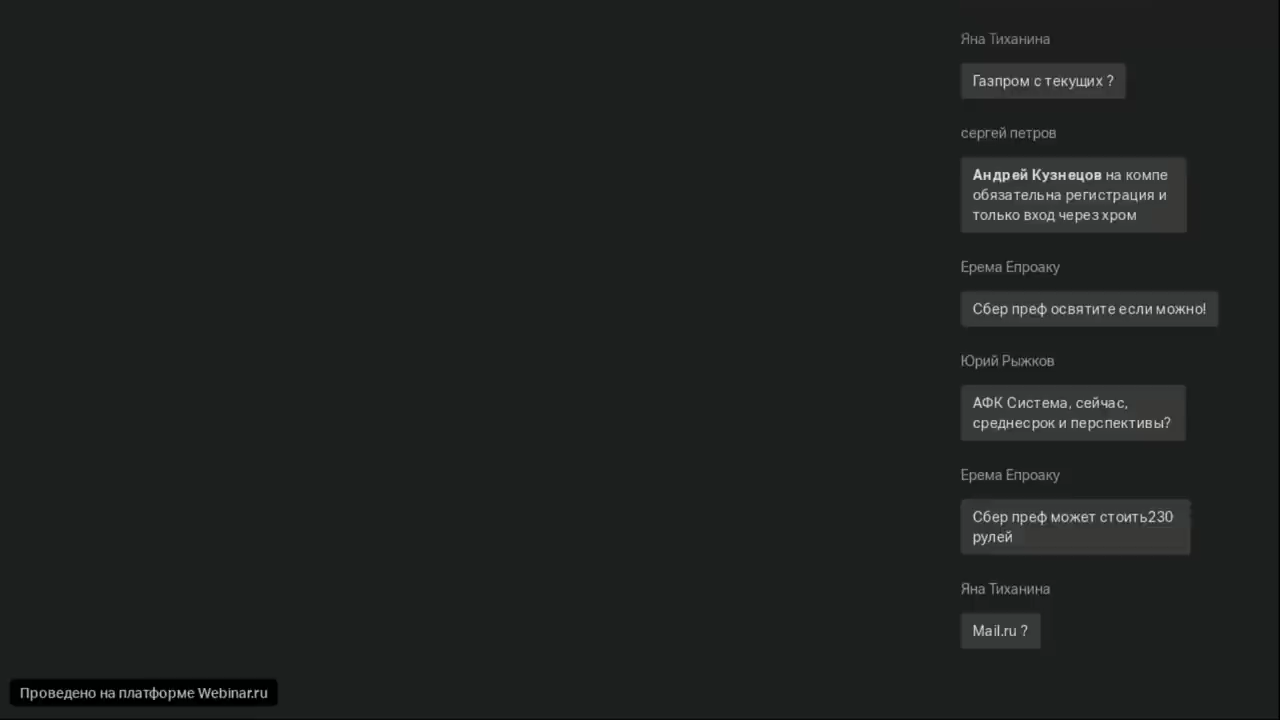 Яна Тиханина
Газпром с текущих ?
сергей петров
Андрей Кузнецов на компе
обязательна регистрация и
только вход через хром
Ерема Епроаку
Сбер преф освятите если можно!
Юрий Рыжков
АФК Система, сейчас,
среднесрок и перспективы?
Ерема Епроаку
Сбер преф может стоить230
рулей
Яна Тиханина
Mail.ru ?
Проведено на платформе Webinar.ru